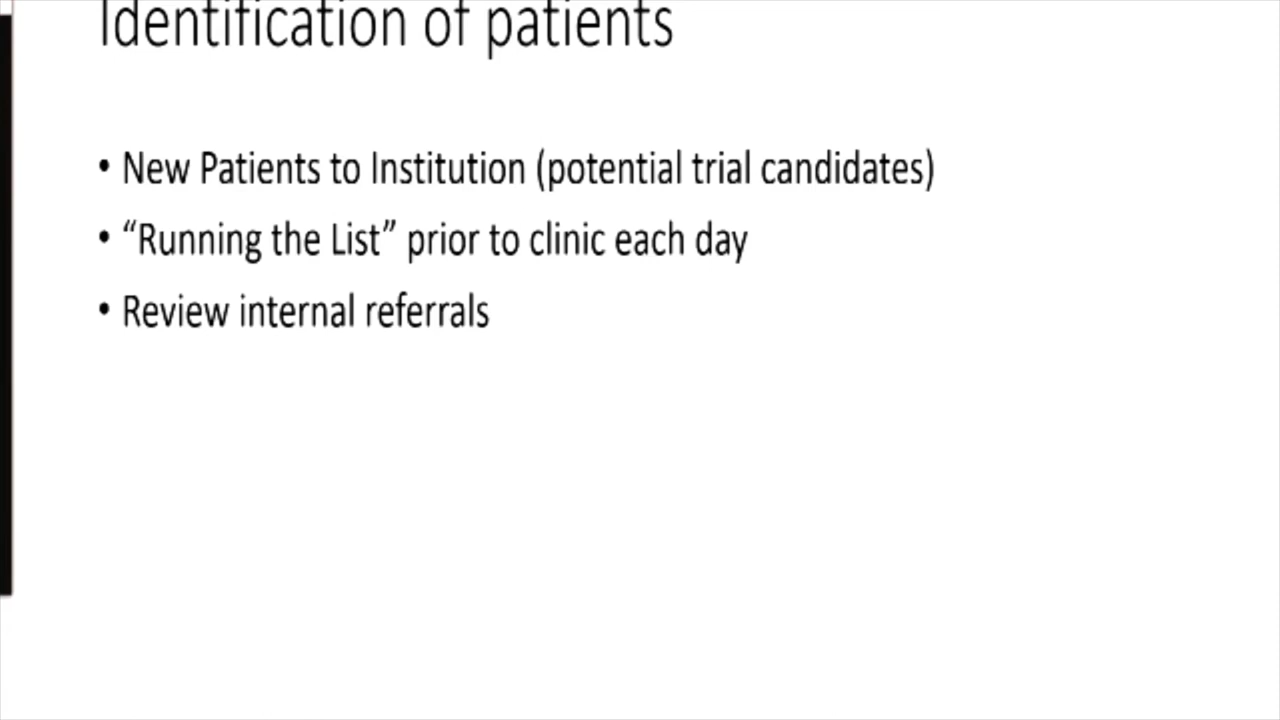 Identification of patients
• New Patients to Institution (potential trial candidates)
• “Running the List” prior to clinic each day
• Review internal referrals